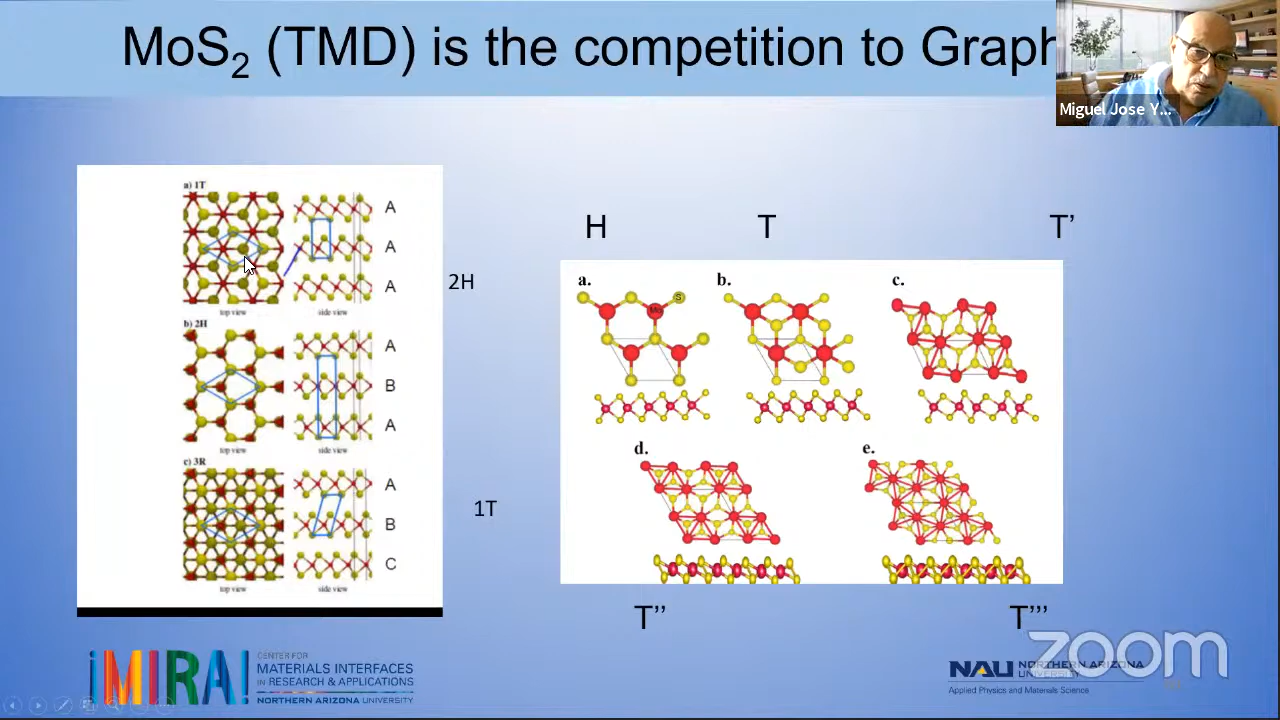 MoS2 (TMD) is the competition to Graph
Miguel Jose Y...
a) 1T
A
A
A
top view
side view
2H
b) 2H
A
B
A
top view
side view
c) 3R
A
B
C
top view
side view
1T
H
T
T’
a.
b.
c.
S
Mo
d.
e.
T’’
T’’’
¡MIRA!
CENTER FOR
MATERIALS INTERFACES
IN RESEARCH & APPLICATIONS
NORTHERN ARIZONA UNIVERSITY
NAU NORTHERN ARIZONA
UNIVERSITY
Applied Physics and Materials Science
zoom